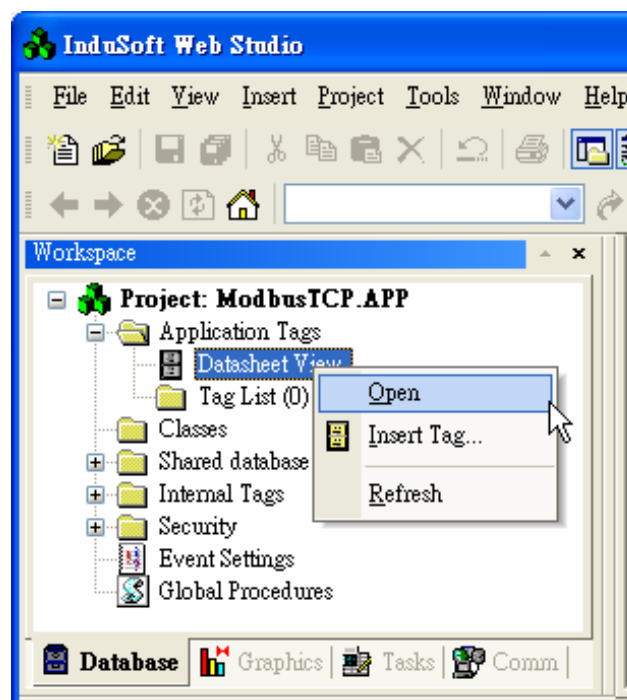 InduSoft Web Studio
File Edit View Insert Project Tools Window Help
Workspace
Project: ModbusTCP.APP
Application Tags
Datasheet View
Tag List (0)
Open
Classes
Insert Tag...
Shared database
Internal Tags
Refresh
Security
Event Settings
Global Procedures
Database Graphics Tasks Comm